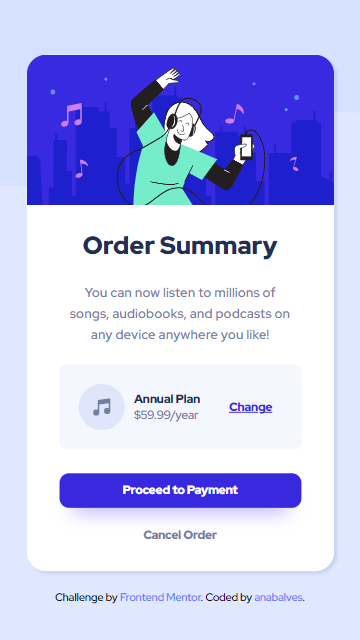 Order Summary
You can now listen to millions of
songs, audiobooks, and podcasts on
any device anywhere you like!
Annual Plan
$59.99/year
Change
Proceed to Payment
Cancel Order
Challenge by Frontend Mentor. Coded by anabalves.